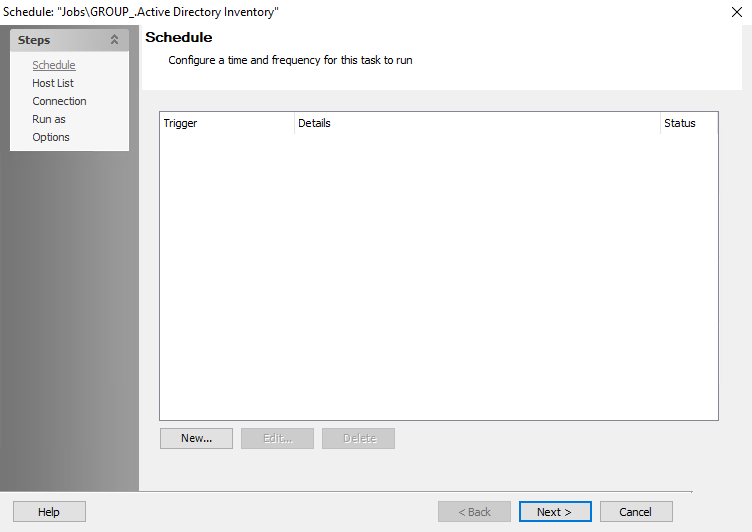 Schedule: "Jobs\GROUP_.Active Directory Inventory"
Steps
Schedule
Host List
Connection
Run as
Options
Schedule
Configure a time and frequency for this task to run
Trigger Details Status
New... Edit... Delete
Help < Back Next > Cancel